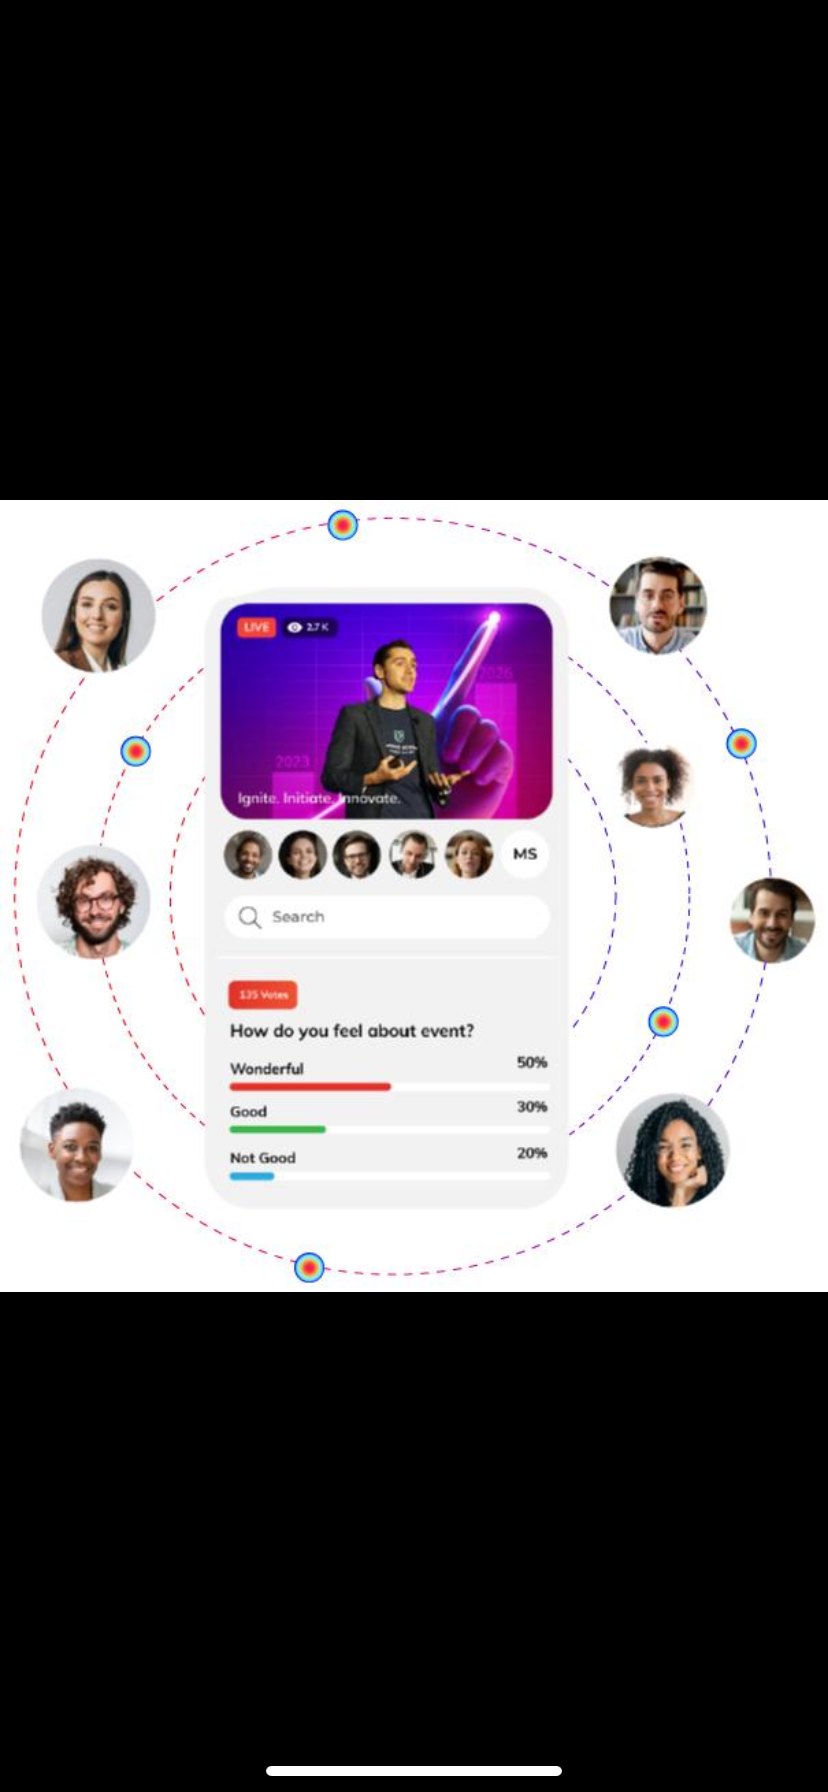 LIVE
2.7 K
2026
2023
Ignite. Initiate. Innovate.
MS
Search
135 Votes
How do you feel about event?
Wonderful 50%
Good 30%
Not Good 20%